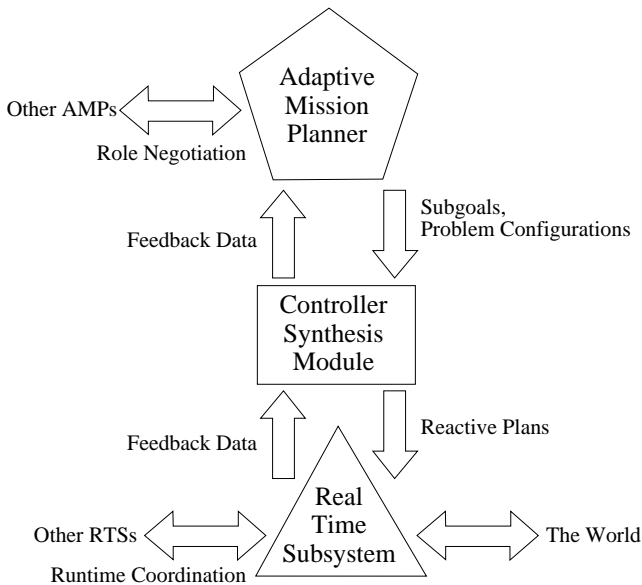 Adaptive
Mission
Planner
Other AMPs
Role Negotiation
Feedback Data
Subgoals,
Problem Configurations
Controller
Synthesis
Module
Feedback Data
Reactive Plans
Real
Time
Subsystem
Other RTSs
Runtime Coordination
The World